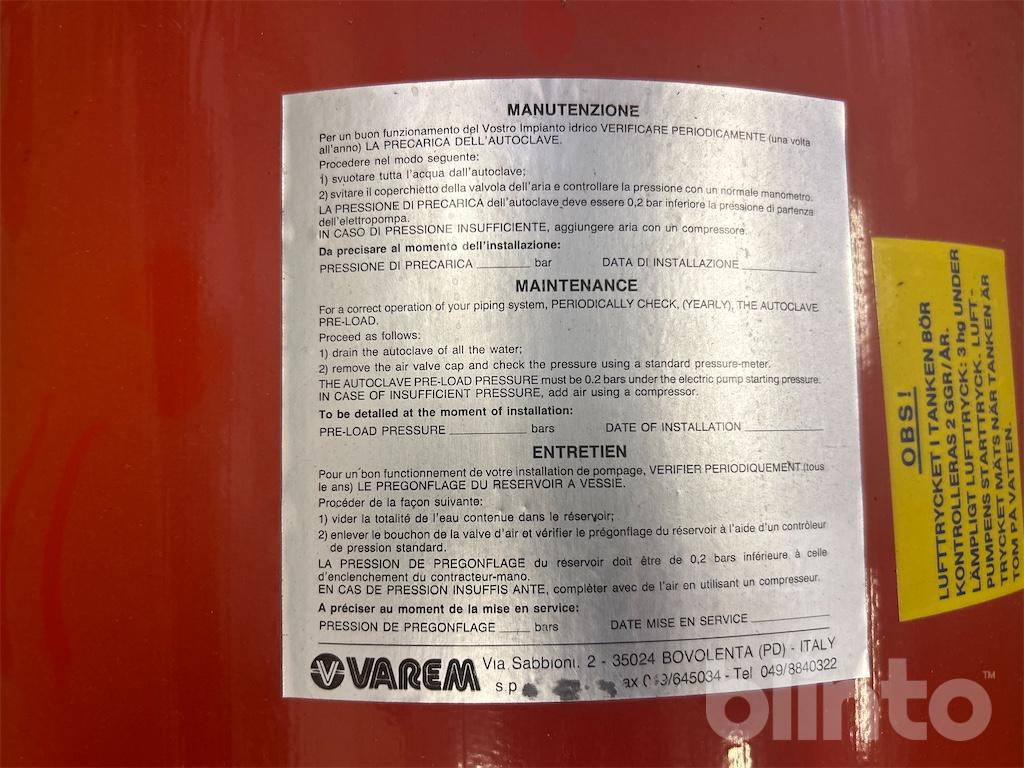 MANUTENZIONE
Per un buon funzionamento del Vostro Impianto idrico VERIFICARE PERIODICAMENTE (una volta
all'anno) LA PRECARICA DELL'AUTOCLAVE.
Procedere nel modo seguente:
1) svuotare tutta l'acqua dall'autoclave;
2) svitare il coperchietto della valvola dell'aria e controllare la pressione con un normale manometro.
LA PRESSIONE DI PRECARICA dell'autoclave deve essere 0,2 bar inferiore la pressione di partenza
dell'elettropompa.
IN CASO DI PRESSIONE INSUFFICIENTE, aggiungere aria con un compressore.
Da precisare al momento dell'installazione:
PRESSIONE DI PRECARICA ________ bar DATA DI INSTALLAZIONE ________
MAINTENANCE
For a correct operation of your piping system, PERIODICALLY CHECK, (YEARLY), THE AUTOCLAVE
PRE-LOAD.
Proceed as follows:
1) drain the autoclave of all the water;
2) remove the air valve cap and check the pressure using a standard pressure-meter.
THE AUTOCLAVE PRE-LOAD PRESSURE must be 0.2 bars under the electric pump starting pressure.
IN CASE OF INSUFFICIENT PRESSURE, add air using a compressor.
To be detailed at the moment of installation:
PRE-LOAD PRESSURE ________ bars DATE OF INSTALLATION ________
ENTRETIEN
Pour un bon functionnement de votre installation de pompage, VERIFIER PERIODIQUEMENT (tous
le ans) LE PREGONFLAGE DU RESERVOIR A VESSIE.
Procéder de la façon suivante:
1) vider la totalité de l'eau contenue dans le réservoir;
2) enlever le bouchon de la valve d'air et vérifier le prégonflage du réservoir à l'aide d'un contrôleur
de pression standard.
LA PRESSION DE PREGONFLAGE du réservoir doit être de 0,2 bars inférieure à celle
d'enclenchement du contracteur-mano.
EN CAS DE PRESSION INSUFFIS ANTE, complèter avec de l'air en utilisant un compresseur.
A préciser au moment de la mise en service:
PRESSION DE PREGONFLAGE ____ bars DATE MISE EN SERVICE ________
VAREM Via Sabbioni, 2 - 35024 BOVOLENTA (PD) - ITALY
s.p ax 049/645034 - Tel 049/8840322
OBS!
LUFTTRYCKET I TANKEN BÖR
KONTROLLERAS 2 GGR/ÅR.
LÄMPLIGT LUFTTRYCK: 3 hg UNDER
PUMPENS STARTTRYCK. LUFT-
TRYCKET MÄTS NÄR TANKEN ÄR
TOM PÅ VATTEN.
blinto™